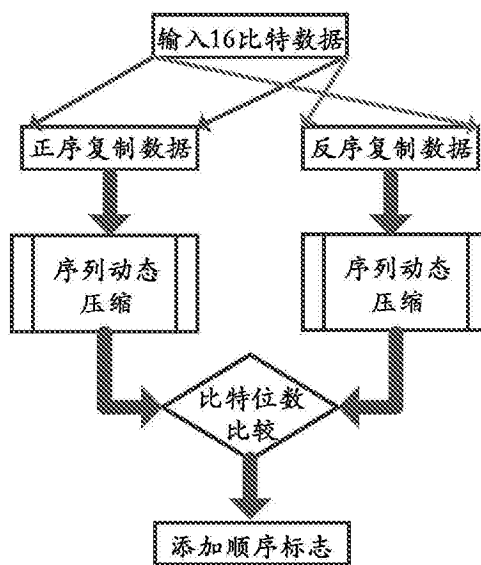 输入16比特数据
正序复制数据
反序复制数据
序列动态
压缩
序列动态
压缩
比特位数
比较
添加顺序标志